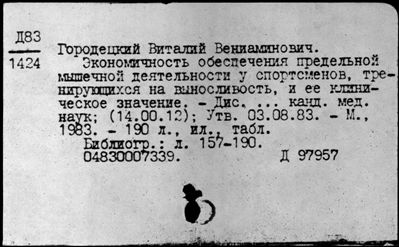 Д83
1424
Городецкий Виталий Вениаминович.
Экономичность обеспечения предельной
мышечной деятельности у спортсменов, тре-
нирующихся на выносливость, и ее клини-
ческое значение. - Дис. ... канд. мед.
наук; (14.00.12); Утв. 03.08.83. - М.,
1983. - 190 л., ил., табл.
Библиогр.: л. 157-190.
04830007339. Д 97957